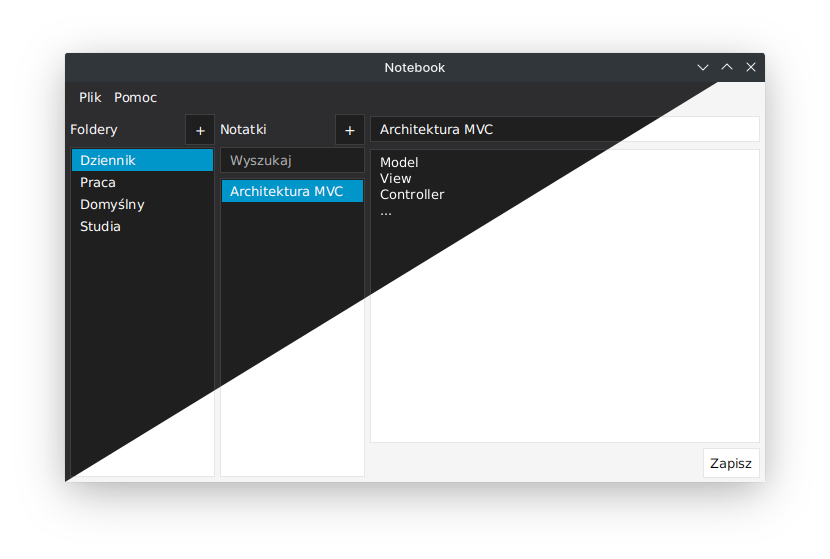 Notebook
Plik Pomoc
Foldery +
Notatki +
Architektura MVC
Dziennik
Praca
Domyślny
Studia
Wyszukaj
Architektura MVC
Model
View
Controller
...
Zapisz